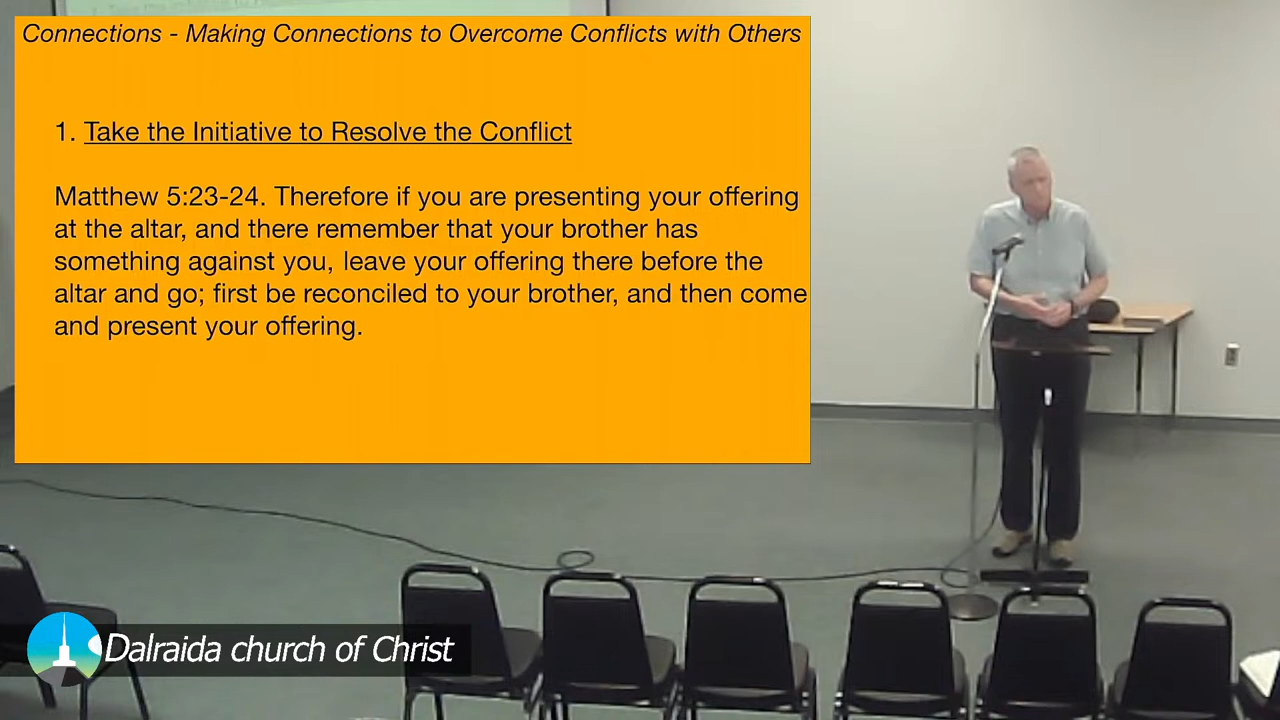 Connections - Making Connections to Overcome Conflicts with Others
1. Take the Initiative to Resolve the Conflict
Matthew 5:23-24. Therefore if you are presenting your offering
at the altar, and there remember that your brother has
something against you, leave your offering there before the
altar and go; first be reconciled to your brother, and then come
and present your offering.
Dalraida church of Christ